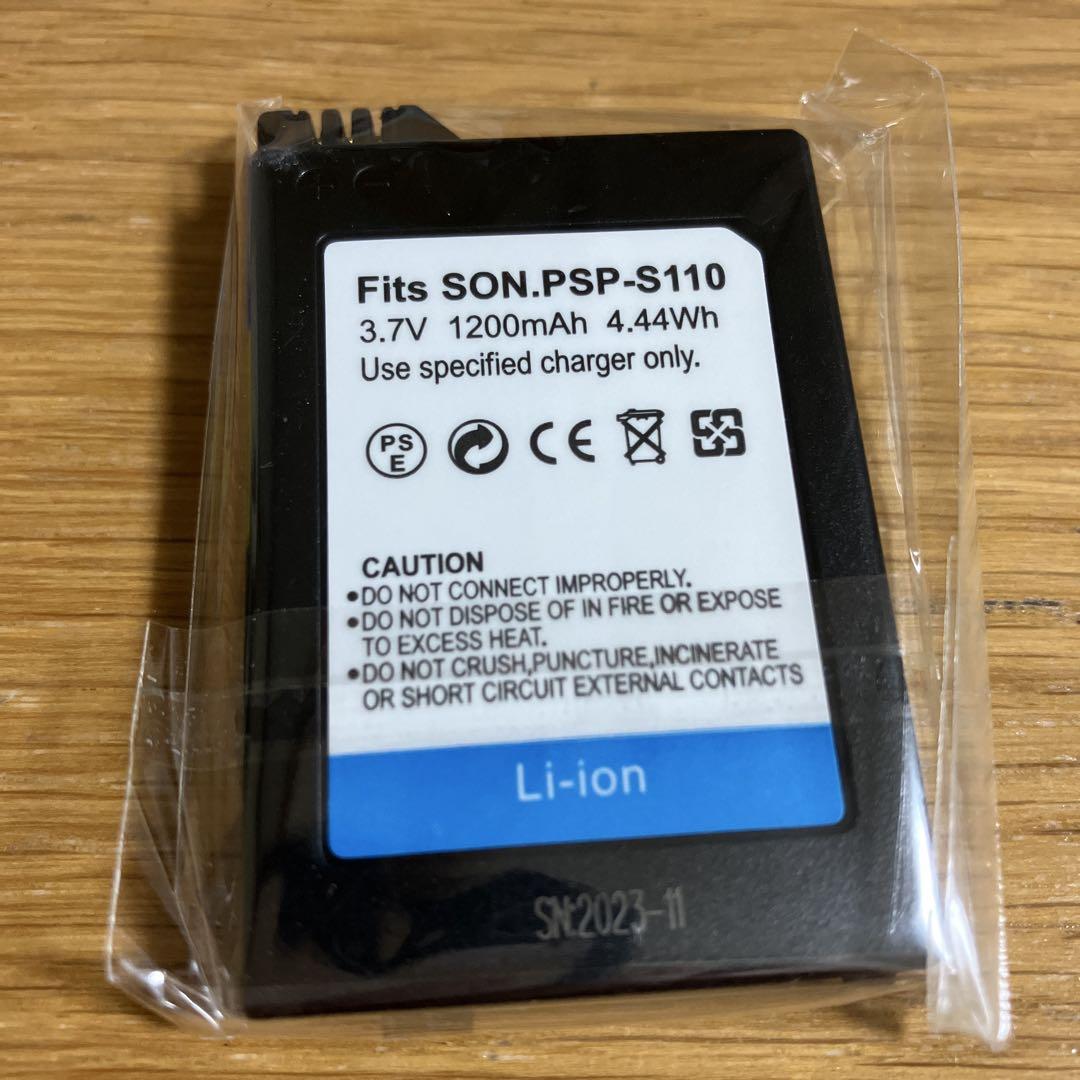 + -
Fits SON.PSP-S110
3.7V 1200mAh 4.44Wh
Use specified charger only.
PS
E
CE
CAUTION
•DO NOT CONNECT IMPROPERLY.
•DO NOT DISPOSE OF IN FIRE OR EXPOSE
TO EXCESS HEAT.
•DO NOT CRUSH,PUNCTURE,INCINERATE
OR SHORT CIRCUIT EXTERNAL CONTACTS
Li-ion
SN:2023-11